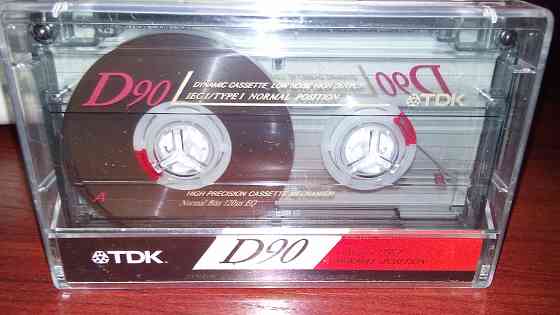 D90
DYNAMIC CASSETTE LOW NOISE HIGH OUTPUT
IEC I/TYPE I NORMAL POSITION
D90
TDK
A
HIGH PRECISION CASSETTE MECHANISM
Normal Bias 120µs EQ
TDK
D90
NORMAL POSITION